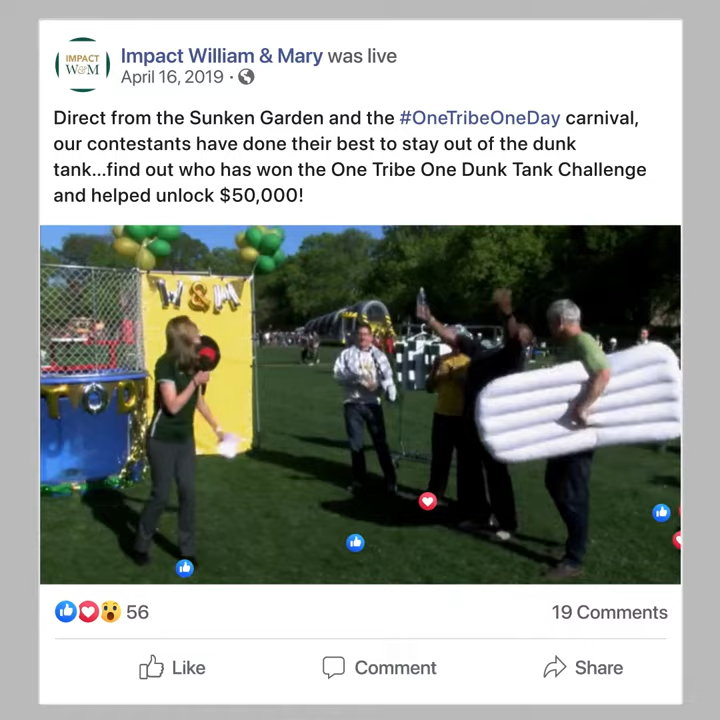 IMPACT
W&M
Impact William & Mary was live
April 16, 2019 ·
Direct from the Sunken Garden and the #OneTribeOneDay carnival,
our contestants have done their best to stay out of the dunk
tank...find out who has won the One Tribe One Dunk Tank Challenge
and helped unlock $50,000!
W&M
TOD
56
19 Comments
Like
Comment
Share